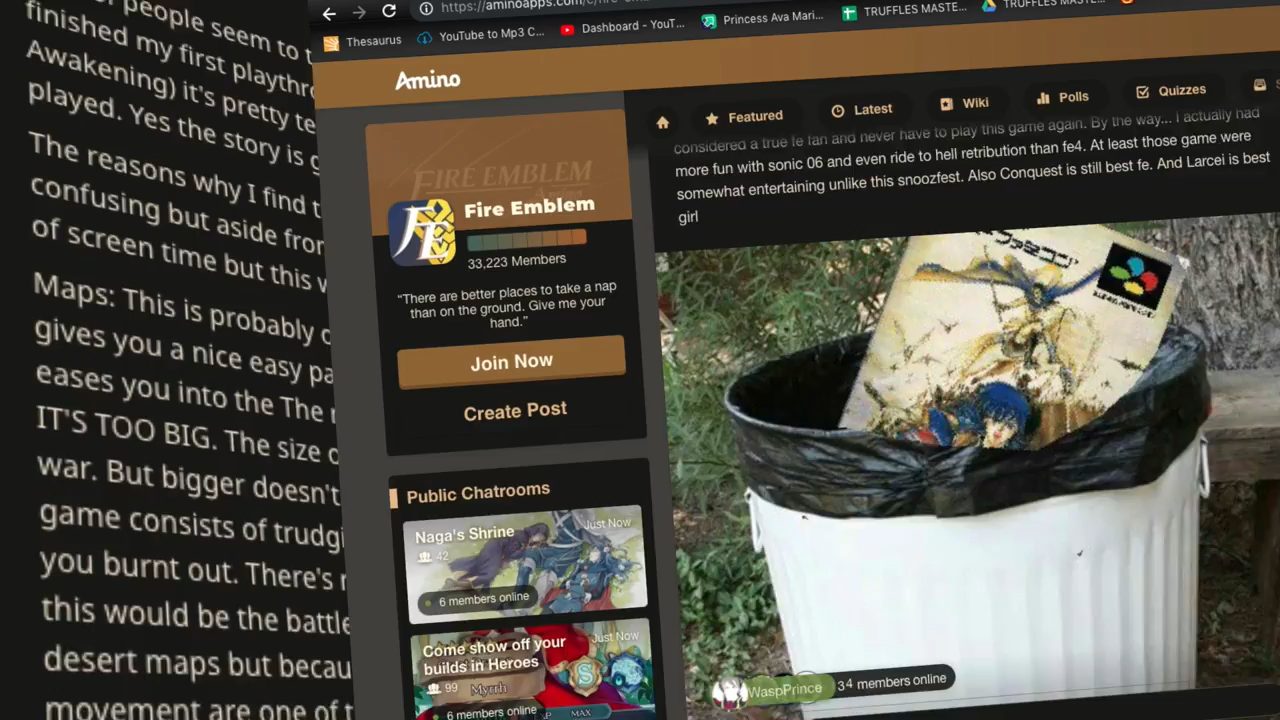 people seem to
finished my first playthr
Awakening) it's pretty te
played. Yes the story is g
The reasons why I find t
confusing but aside from
of screen time but this w
Maps: This is probably
gives you a nice easy pa
eases you into the The
IT'S TOO BIG. The size
war. But bigger doesn't
game consists of trudgi
you burnt out. There's
this would be the battle
desert maps but becau
movement are one of t
https://aminoapps.com/c/fire-em
Thesaurus
YouTube to Mp3 C...
Dashboard - YouT...
Princess Ava Mari...
TRUFFLES MASTE...
TRUFFLES MASTE...
Amino
Featured
Latest
Wiki
Polls
Quizzes
FIRE EMBLEM
FE
Fire Emblem
33,223 Members
“There are better places to take a nap
than on the ground. Give me your
hand.”
Join Now
Create Post
Public Chatrooms
Naga's Shrine
Just Now
42
6 members online
Come show off your
builds in Heroes
Just Now
99
Myrrh
6 members online
MAX
considered a true fe fan and never have to play this game again. By the way... I actually had
more fun with sonic 06 and even ride to hell retribution than fe4. At least those game were
somewhat entertaining unlike this snoozfest. Also Conquest is still best fe. And Larcei is best
girl
WaspPrince
34 members online